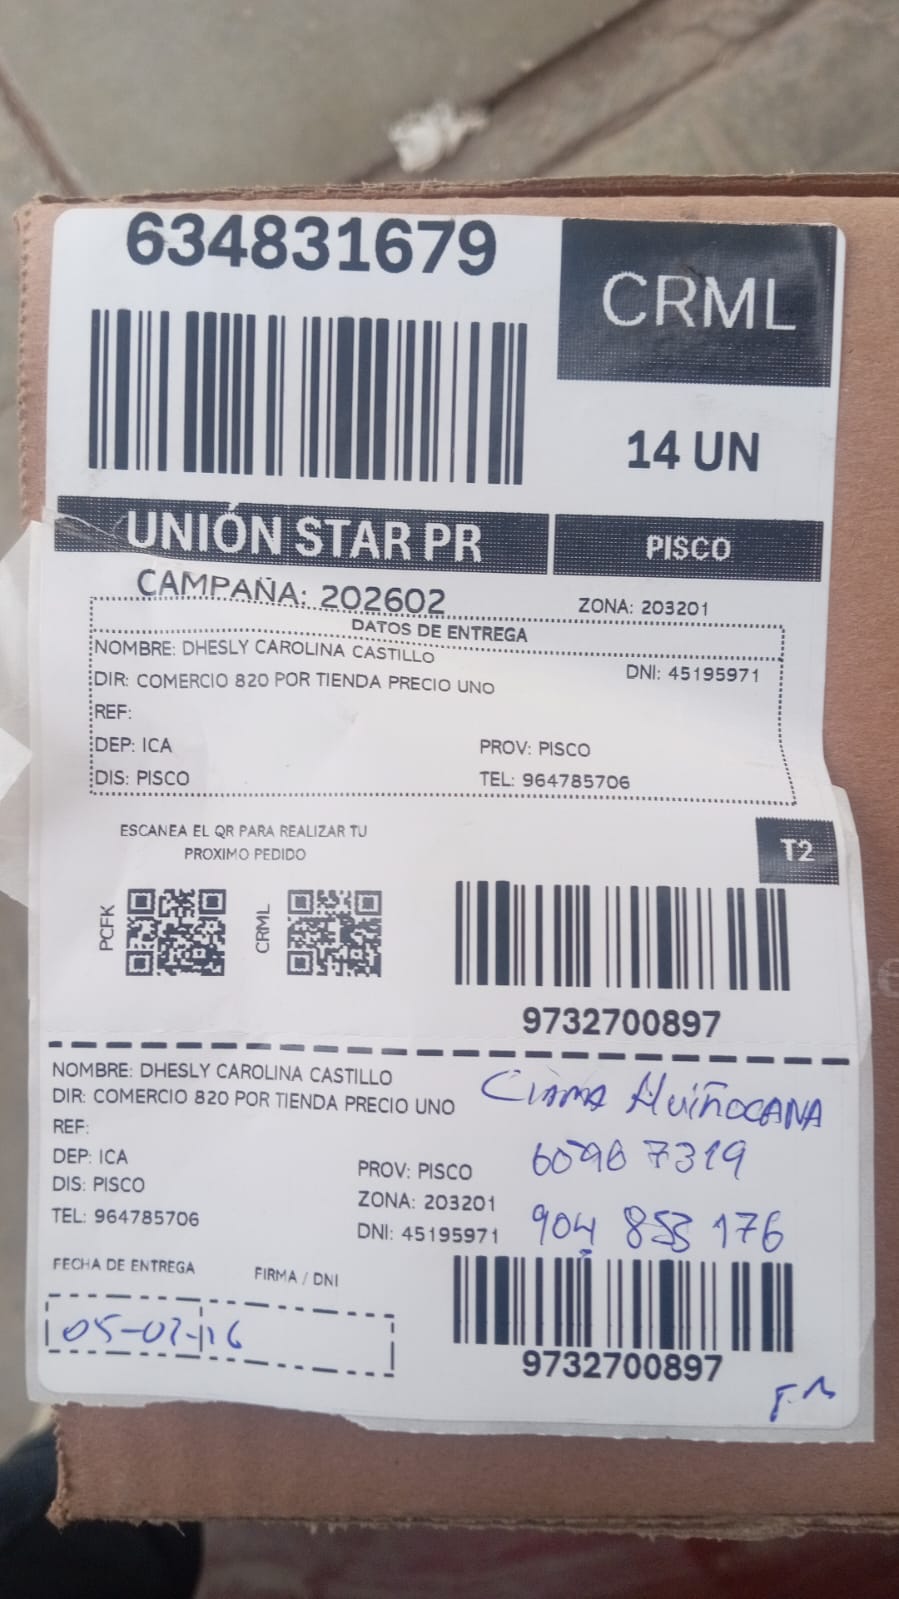 634831679
CRML
14 UN
UNIÓN STAR PR
PISCO
CAMPAÑA: 202602
ZONA: 203201
DATOS DE ENTREGA
NOMBRE: DHESLY CAROLINA CASTILLO
DNI: 45195971
DIR: COMERCIO 820 POR TIENDA PRECIO UNO
REF:
DEP: ICA
PROV: PISCO
DIS: PISCO
TEL: 964785706
ESCANEA EL QR PARA REALIZAR TU
PROXIMO PEDIDO
T2
PCFK
CRML
9732700897
NOMBRE: DHESLY CAROLINA CASTILLO
DIR: COMERCIO 820 POR TIENDA PRECIO UNO
REF:
DEP: ICA
PROV: PISCO
DIS: PISCO
ZONA: 203201
TEL: 964785706
DNI: 45195971
904 853 176
FECHA DE ENTREGA
FIRMA / DNI
9732700897